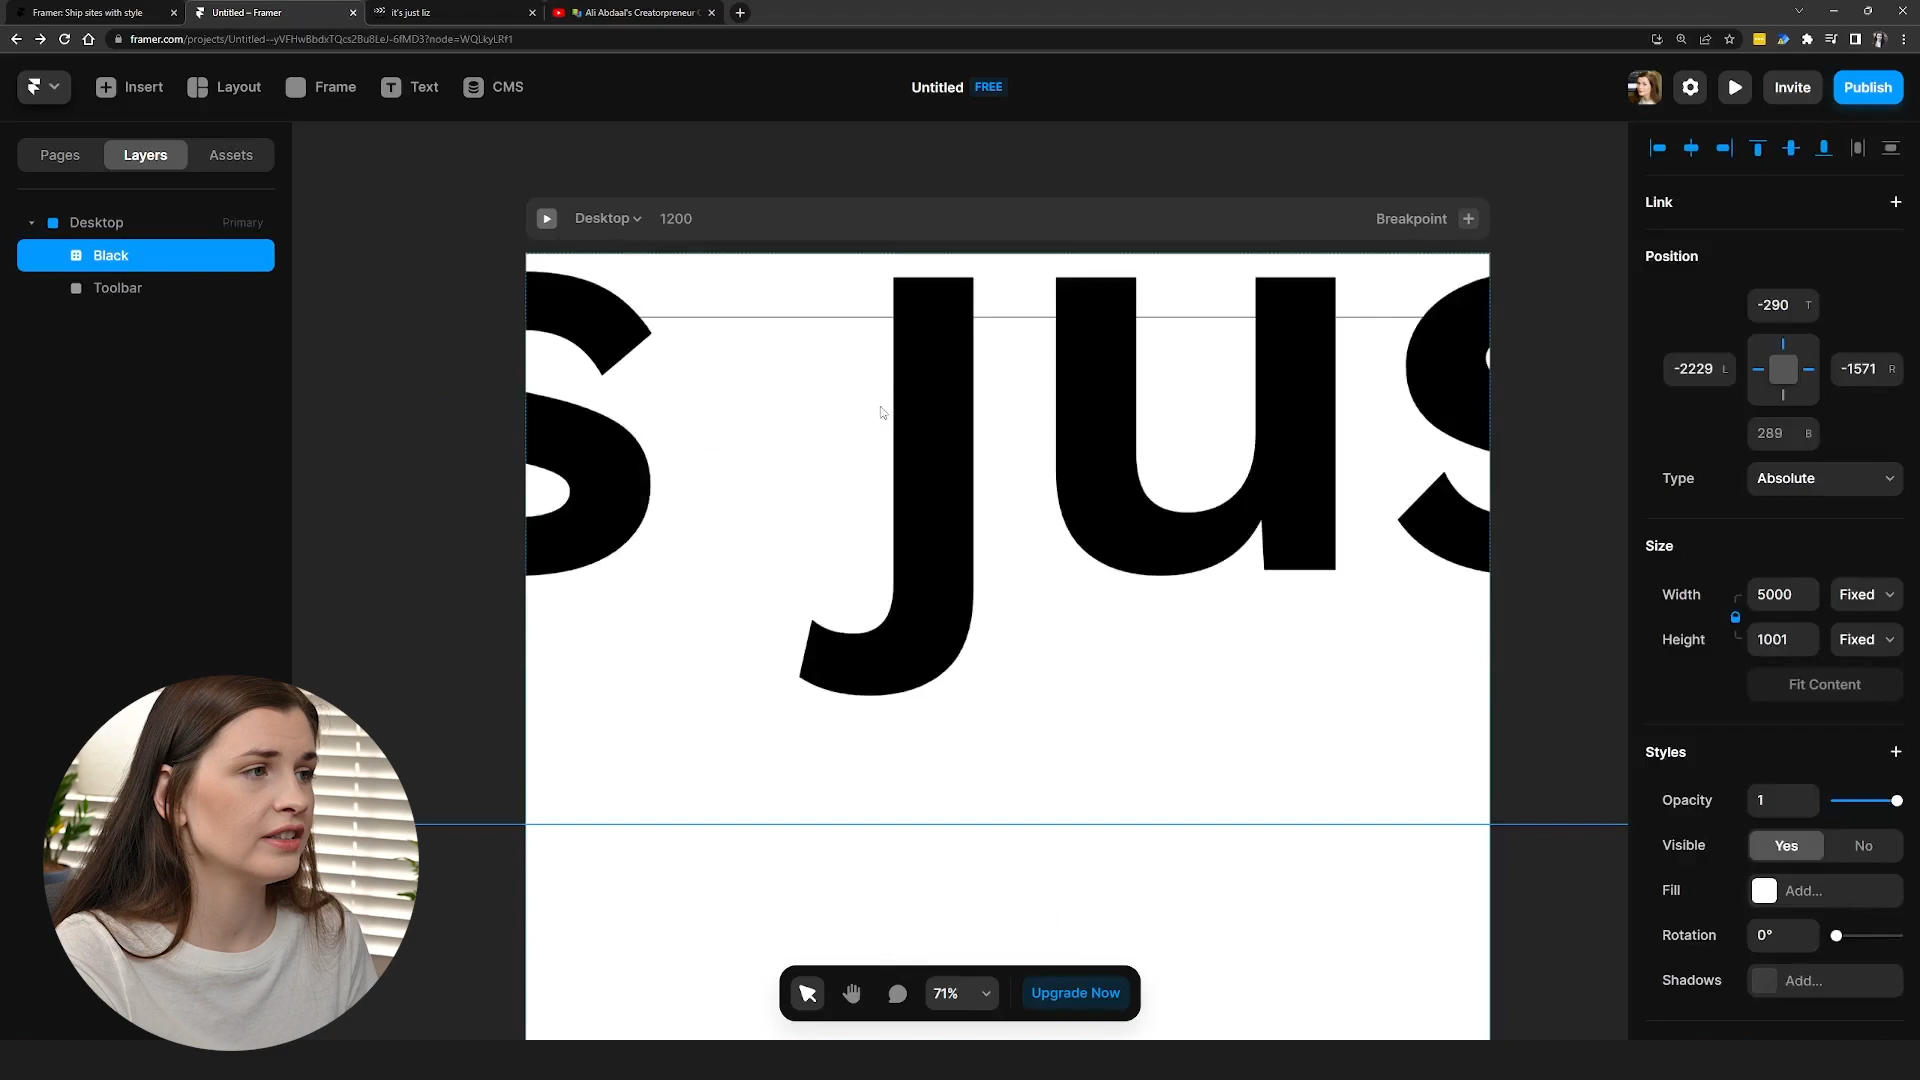 Framer: Ship sites with style
Untitled – Framer
it's just liz
Ali Abdaal's Creatorpreneur
framer.com/projects/Untitled--yVFHwBbdxTQcs2Bu8LeJ-6fMD3?node=WQLkyLRf1
Insert
Layout
Frame
Text
CMS
Untitled FREE
Invite
Publish
Pages
Layers
Assets
Desktop Primary
Black
Toolbar
Desktop 1200
Breakpoint
s jus
Link
Position
-290 T
-2229 L
-1571 R
289 B
Type Absolute
Size
Width 5000 Fixed
Height 1001 Fixed
Fit Content
Styles
Opacity 1
Visible Yes No
Fill Add...
Rotation 0°
Shadows Add...
71%
Upgrade Now